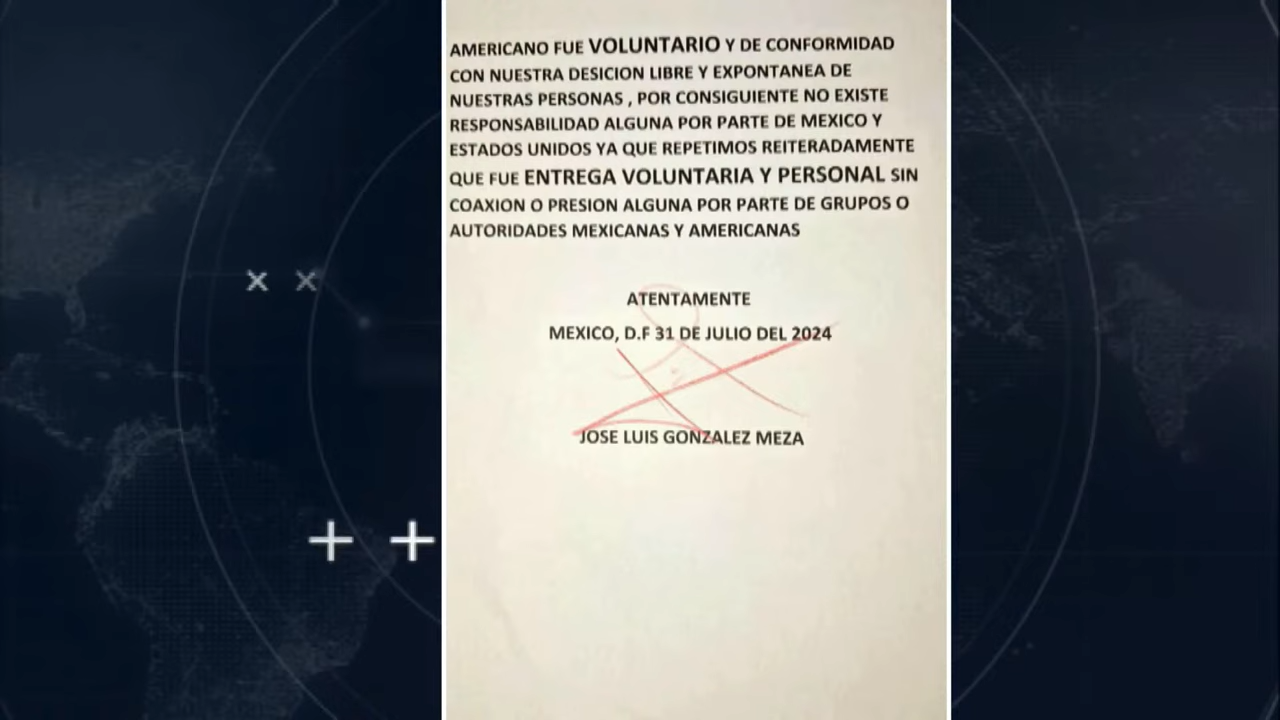 AMERICANO FUE VOLUNTARIO Y DE CONFORMIDAD
CON NUESTRA DESICION LIBRE Y EXPONTANEA DE
NUESTRAS PERSONAS , POR CONSIGUIENTE NO EXISTE
RESPONSABILIDAD ALGUNA POR PARTE DE MEXICO Y
ESTADOS UNIDOS YA QUE REPETIMOS REITERADAMENTE
QUE FUE ENTREGA VOLUNTARIA Y PERSONAL SIN
COAXION O PRESION ALGUNA POR PARTE DE GRUPOS O
AUTORIDADES MEXICANAS Y AMERICANAS
ATENTAMENTE
MEXICO, D.F 31 DE JULIO DEL 2024
JOSE LUIS GONZALEZ MEZA